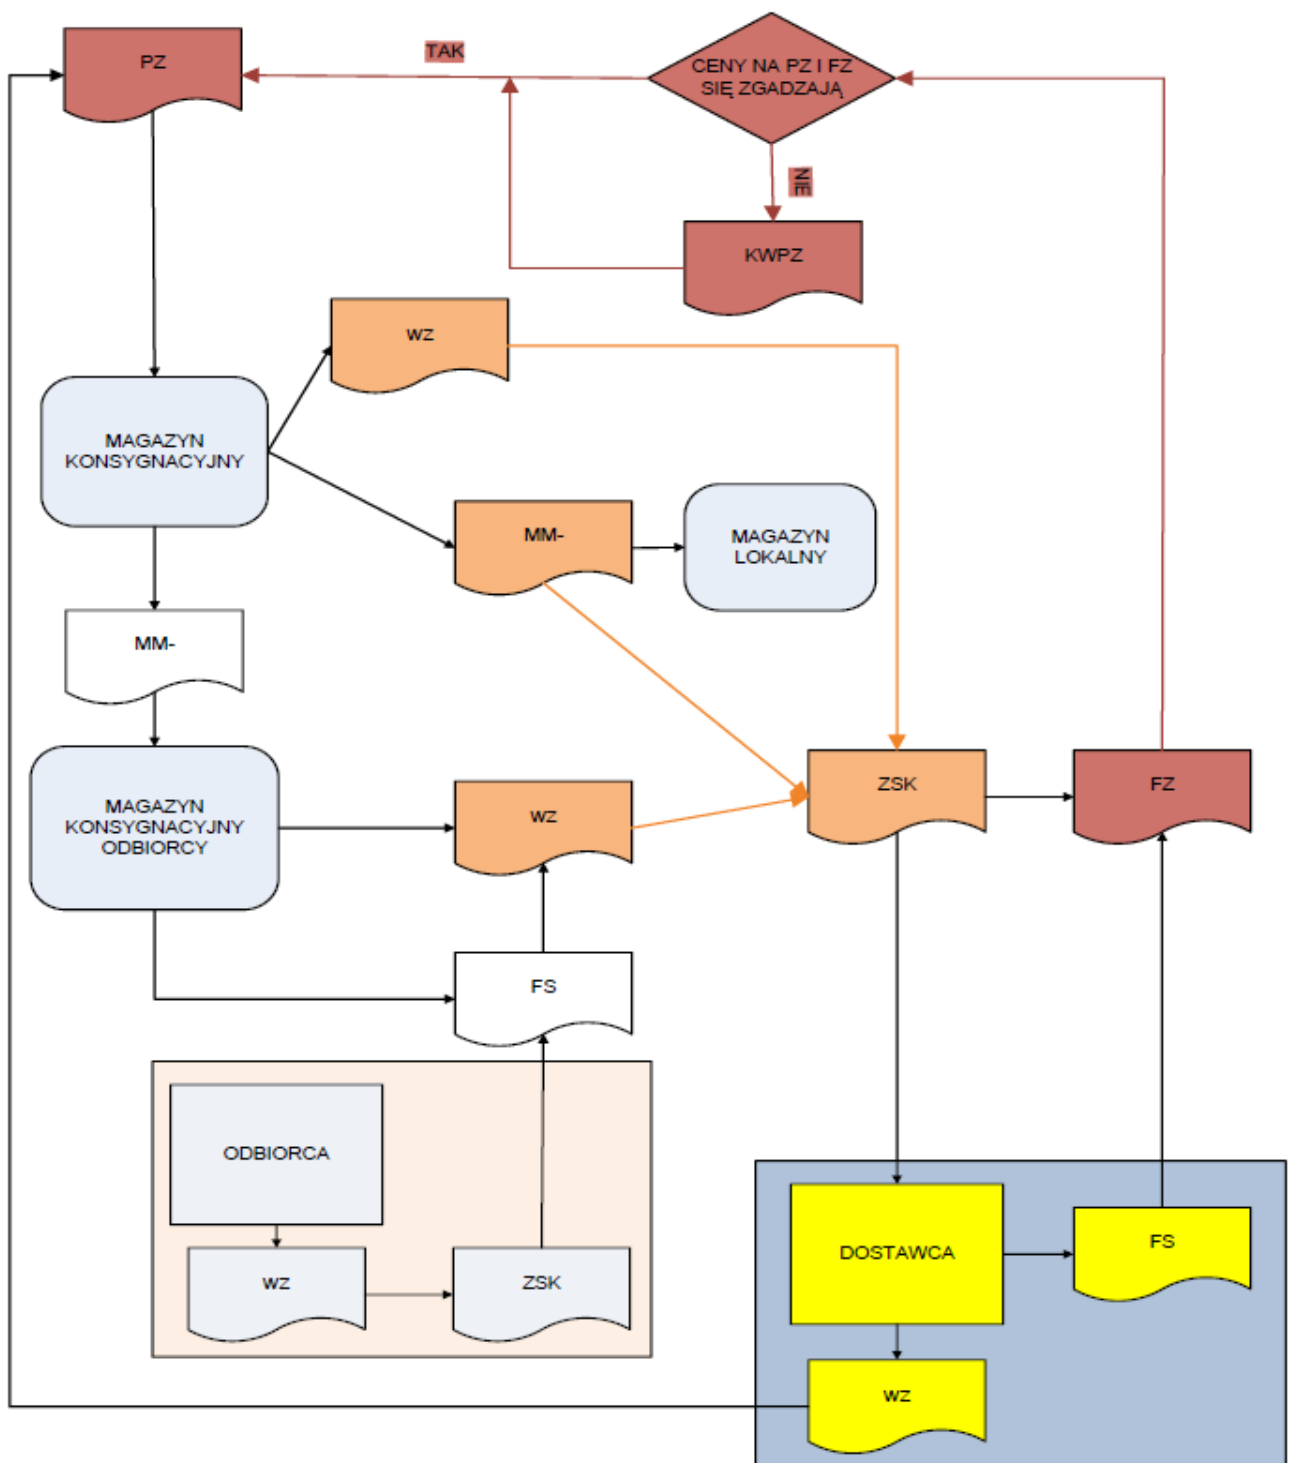 PZ
TAK
CENY NA PZ I FZ
SIĘ ZGADZAJĄ
NIE
KWPZ
WZ
MAGAZYN
KONSYGNACYJNY
MM-
MAGAZYN
LOKALNY
MM-
MAGAZYN
KONSYGNACYJNY
ODBIORCY
WZ
ZSK
FZ
FS
ODBIORCA
WZ
ZSK
DOSTAWCA
FS
WZ